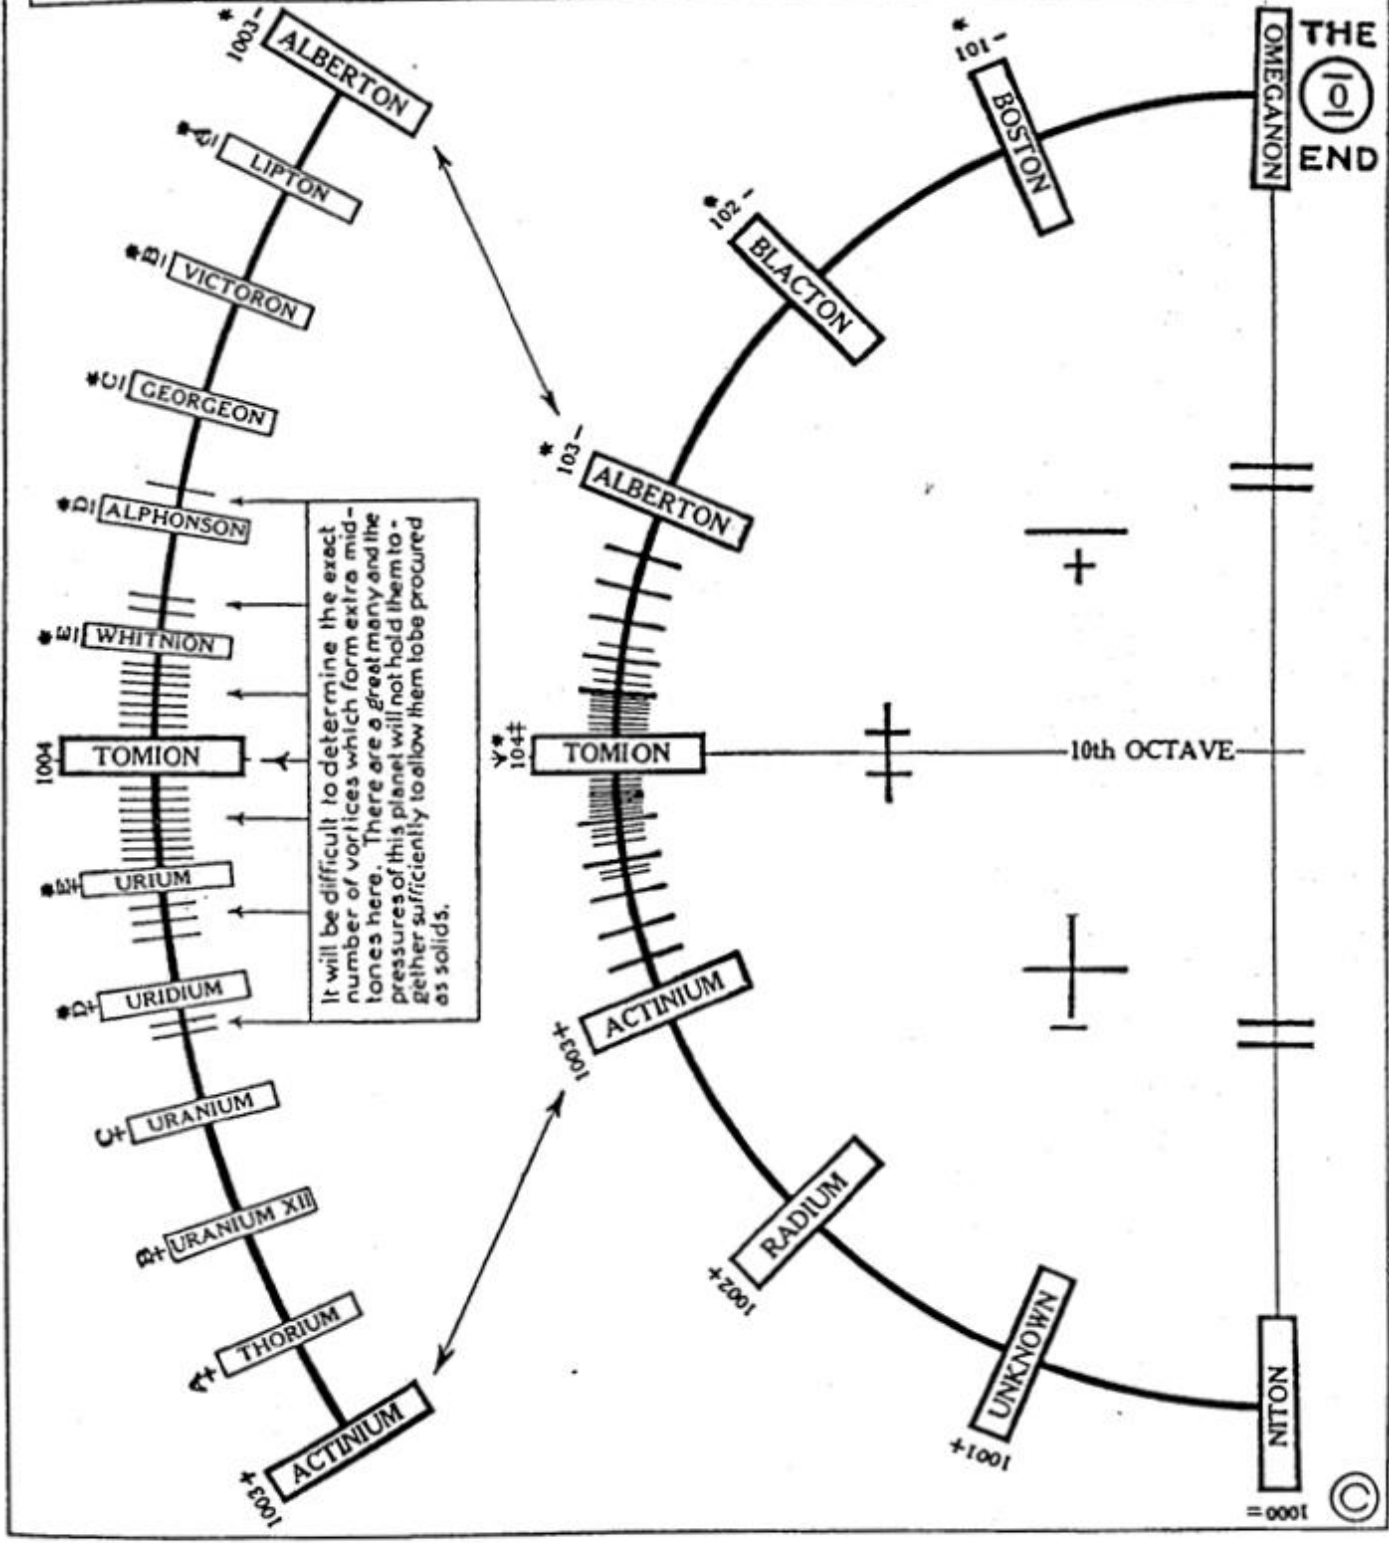 THE
0
END
OMEGANON
*
101-
BOSTON
*
102-
BLACTON
*
103-
ALBERTON
*
1003-
ALBERTON
*A-
LIPTON
*B-
VICTORON
*C-
GEORGEON
*D-
ALPHONSON
*E-
WHITNION
1004
TOMION
*E+
URIUM
*D+
URIDIUM
C+
URANIUM
B+
URANIUM XII
A+
THORIUM
1003+
ACTINIUM
It will be difficult to determine the exact
number of vortices which form extra mid-
tones here. There are a great many and the
pressures of this planet will not hold them to-
gether sufficiently to allow them to be procured
as solids.
104‡
TOMION
10th OCTAVE
+
+
-
1003+
ACTINIUM
1002+
RADIUM
1001+
UNKNOWN
1000=
NITON
©